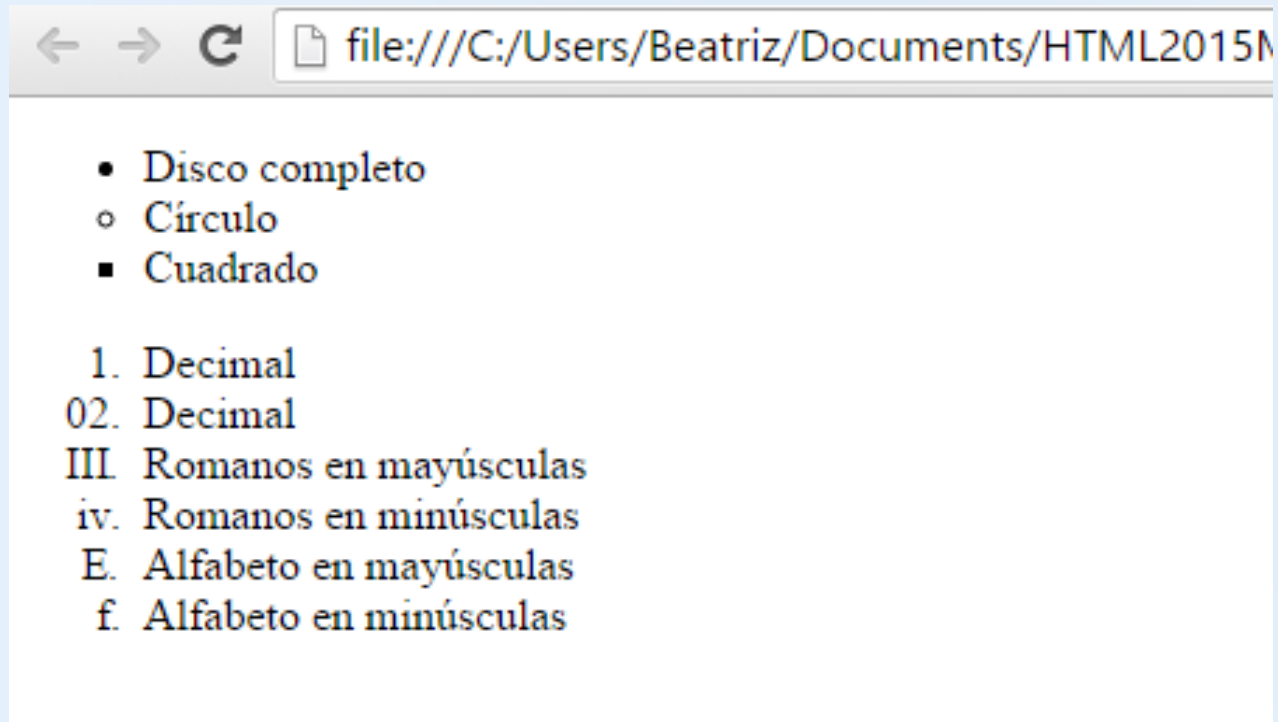 file:///C:/Users/Beatriz/Documents/HTML2015
• Disco completo
○ Círculo
■ Cuadrado
1. Decimal
02. Decimal
III. Romanos en mayúsculas
iv. Romanos en minúsculas
E. Alfabeto en mayúsculas
f. Alfabeto en minúsculas